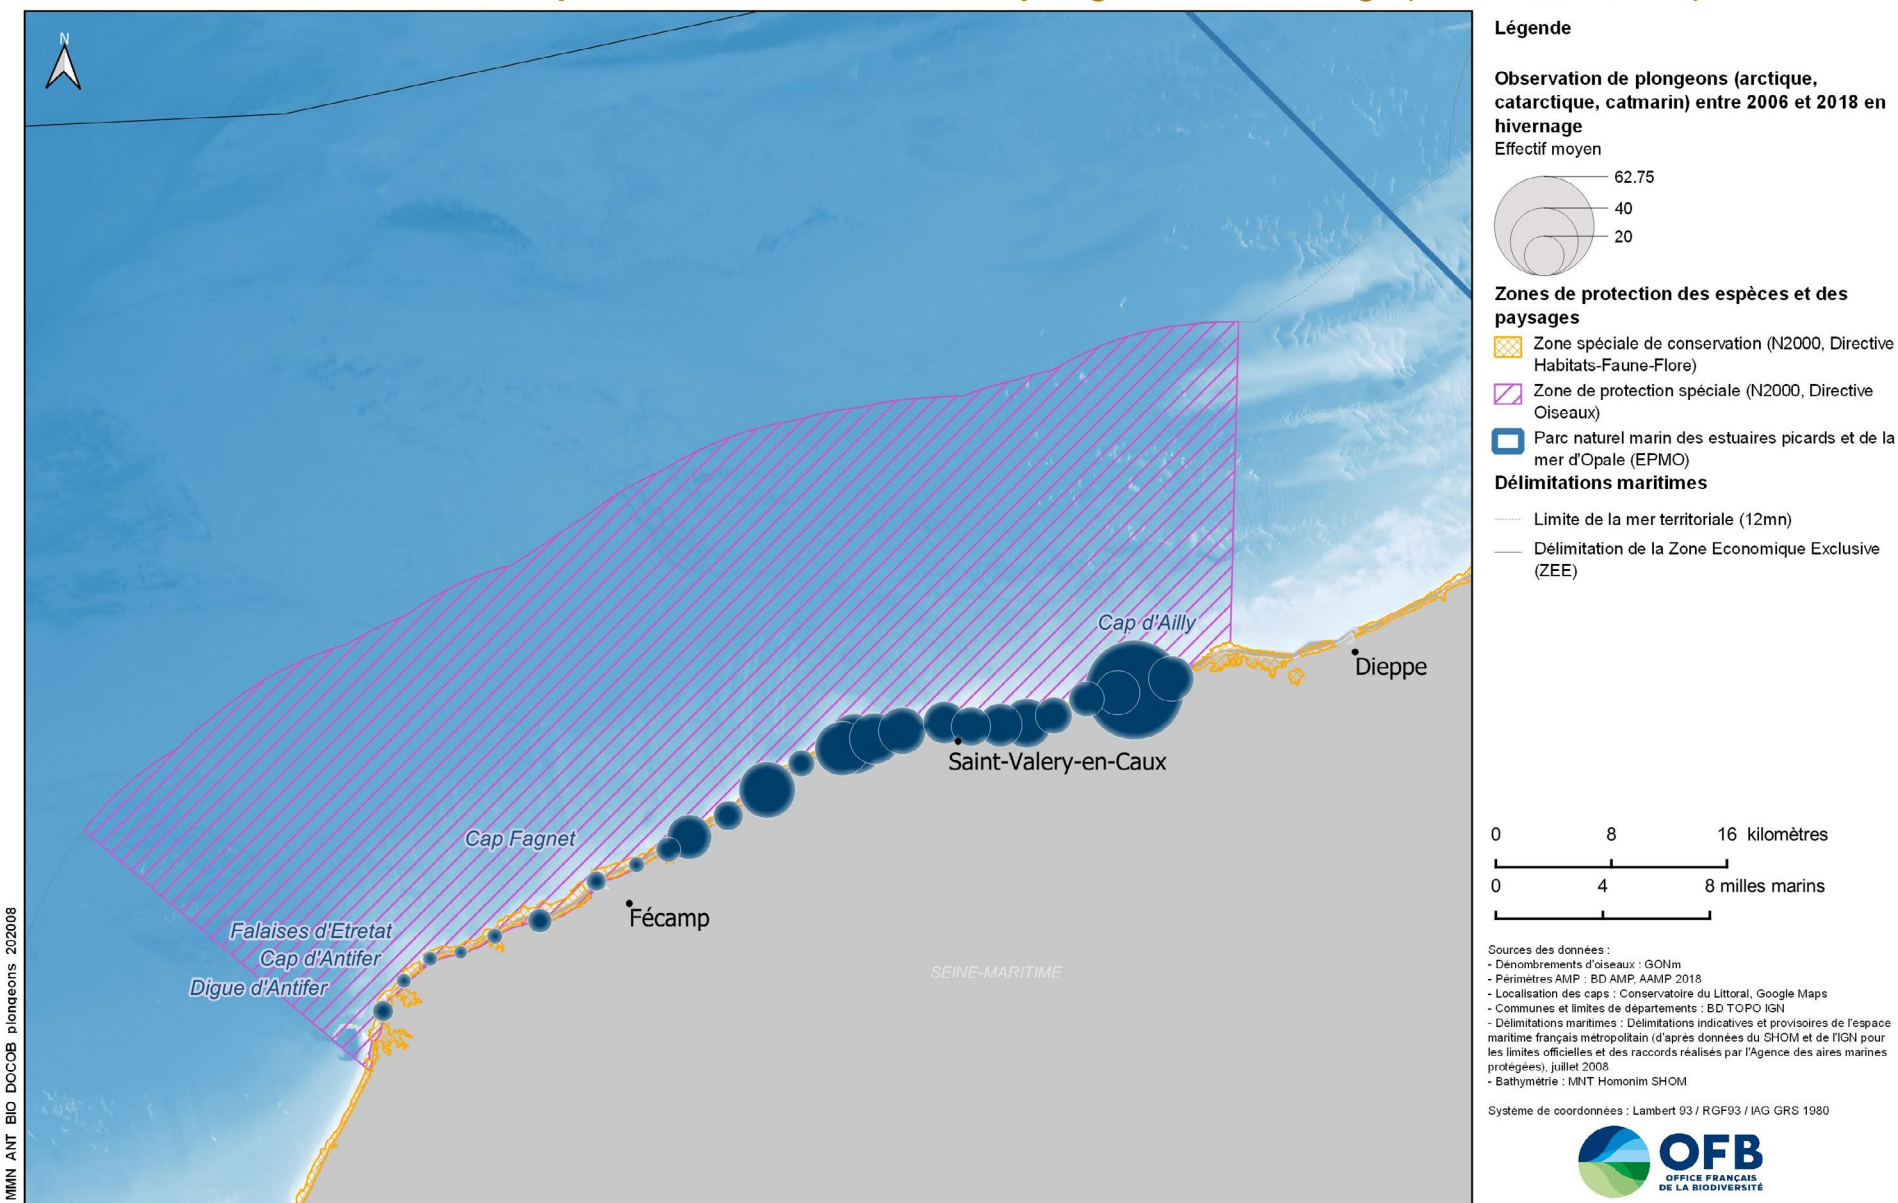 N
Cap d'Ailly
Dieppe
Saint-Valery-en-Caux
Cap Fagnet
Fécamp
Falaises d'Etretat
Cap d'Antifer
Digue d'Antifer
SEINE-MARITIME
MMN ANT BIO DOCOB plongeons 202008
Légende
Observation de plongeons (arctique,
catarctique, catmarin) entre 2006 et 2018 en
hivernage
Effectif moyen
62.75
40
20
Zones de protection des espèces et des
paysages
Zone spéciale de conservation (N2000, Directive
Habitats-Faune-Flore)
Zone de protection spéciale (N2000, Directive
Oiseaux)
Parc naturel marin des estuaires picards et de la
mer d'Opale (EPMO)
Délimitations maritimes
Limite de la mer territoriale (12mn)
Délimitation de la Zone Economique Exclusive
(ZEE)
0 8 16 kilomètres
0 4 8 milles marins
Sources des données :
- Dénombrements d'oiseaux : GONm
- Périmètres AMP : BD AMP, AAMP 2018
- Localisation des caps : Conservatoire du Littoral, Google Maps
- Communes et limites de départements : BD TOPO IGN
- Délimitations maritimes : Délimitations indicatives et provisoires de l'espace
maritime français métropolitain (d'après données du SHOM et de l'IGN pour
les limites officielles et des raccords réalisés par l'Agence des aires marines
protégées), juillet 2008
- Bathymétrie : MNT Homonim SHOM
Système de coordonnées : Lambert 93 / RGF93 / IAG GRS 1980
OFB
OFFICE FRANÇAIS
DE LA BIODIVERSITÉ